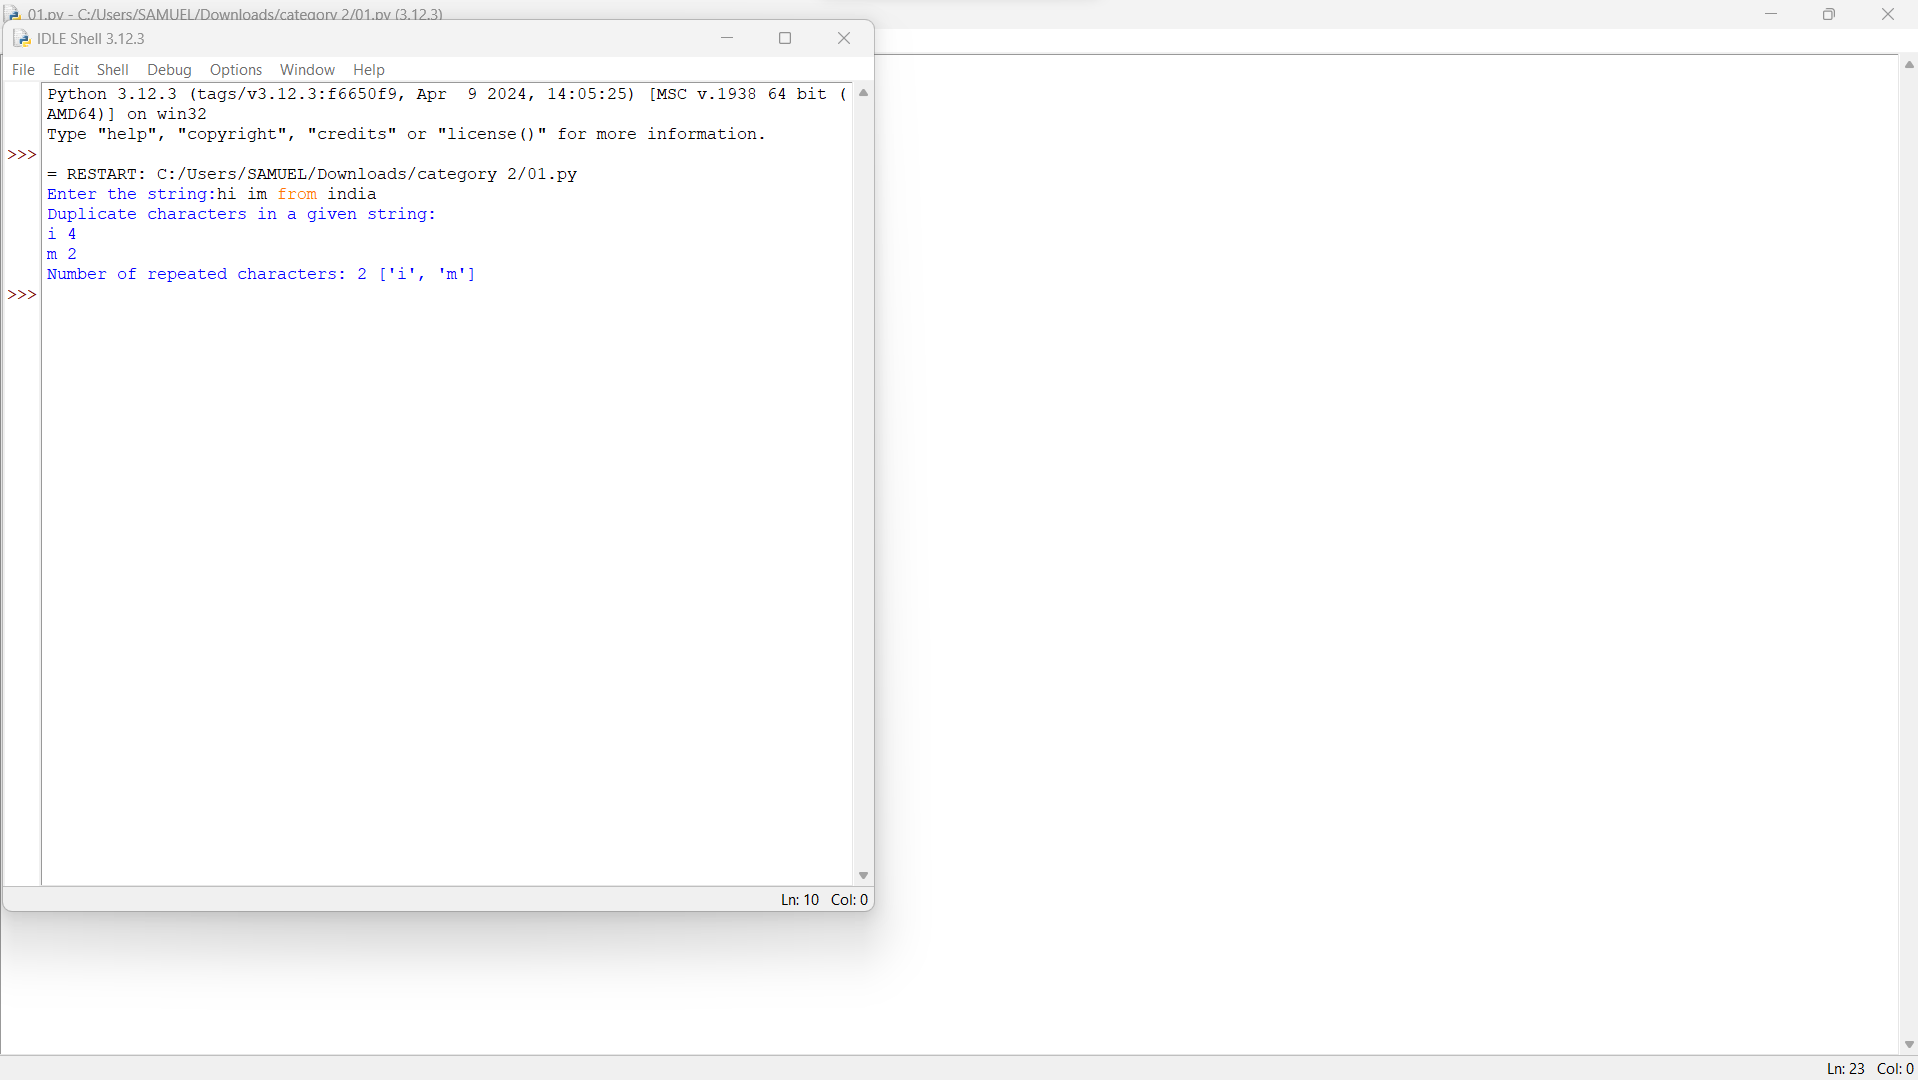 01.py - C:/Users/SAMUEL/Downloads/category 2/01.py (3.12.3)
IDLE Shell 3.12.3
File Edit Shell Debug Options Window Help
Python 3.12.3 (tags/v3.12.3:f6650f9, Apr  9 2024, 14:05:25) [MSC v.1938 64 bit (
AMD64)] on win32
Type "help", "copyright", "credits" or "license()" for more information.
>>>
= RESTART: C:/Users/SAMUEL/Downloads/category 2/01.py
Enter the string:hi im from india
Duplicate characters in a given string:
i 4
m 2
Number of repeated characters: 2 ['i', 'm']
>>>
Ln: 10 Col: 0
Ln: 23 Col: 0